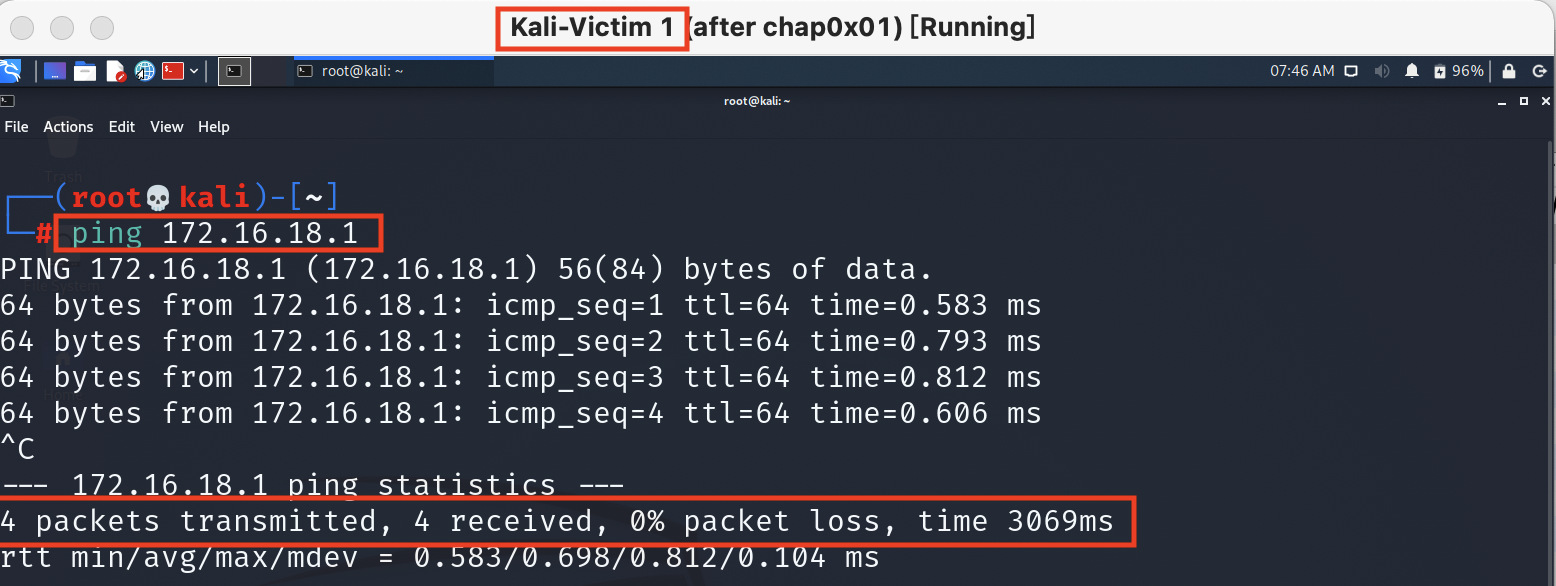 Kali-Victim 1 (after chap0x01) [Running]
root@kali: ~ 07:46 AM 96%
root@kali: ~
File Actions Edit View Help
Trash
┌──(root💀kali)-[~]
└─# ping 172.16.18.1
PING 172.16.18.1 (172.16.18.1) 56(84) bytes of data.
File System
64 bytes from 172.16.18.1: icmp_seq=1 ttl=64 time=0.583 ms
64 bytes from 172.16.18.1: icmp_seq=2 ttl=64 time=0.793 ms
64 bytes from 172.16.18.1: icmp_seq=3 ttl=64 time=0.812 ms
64 bytes from 172.16.18.1: icmp_seq=4 ttl=64 time=0.606 ms
^C
--- 172.16.18.1 ping statistics ---
4 packets transmitted, 4 received, 0% packet loss, time 3069ms
rtt min/avg/max/mdev = 0.583/0.698/0.812/0.104 ms